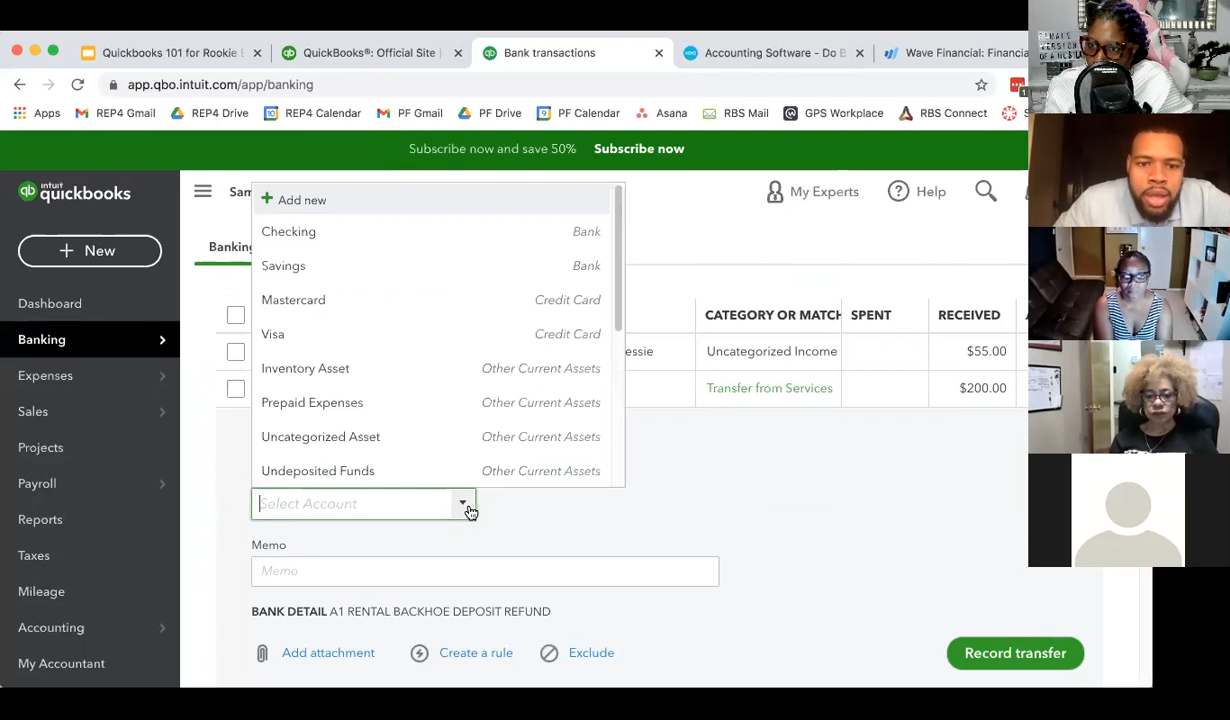 Quickbooks 101 for Rookie
QuickBooks®: Official Site
Bank transactions
Accounting Software - Do B
Wave Financial: Financia
app.qbo.intuit.com/app/banking
Apps
REP4 Gmail
REP4 Drive
REP4 Calendar
PF Gmail
PF Drive
PF Calendar
Asana
RBS Mail
GPS Workplace
RBS Connect
S
1
Subscribe now and save 50% Subscribe now
qb intuit quickbooks
Sam
My Experts
Help
+ New
Dashboard
Banking
Expenses
Sales
Projects
Payroll
Reports
Taxes
Mileage
Accounting
My Accountant
Banking
+ Add new
Checking Bank
Savings Bank
Mastercard Credit Card
Visa Credit Card
Inventory Asset Other Current Assets
Prepaid Expenses Other Current Assets
Uncategorized Asset Other Current Assets
Undeposited Funds Other Current Assets
CATEGORY OR MATCH SPENT RECEIVED A
essie Uncategorized Income $55.00
Transfer from Services $200.00
Select Account
Memo
Memo
BANK DETAIL A1 RENTAL BACKHOE DEPOSIT REFUND
Add attachment
Create a rule
Exclude
Record transfer